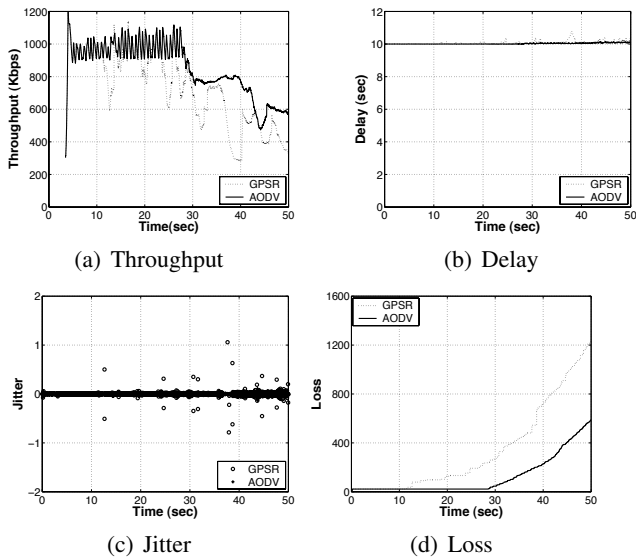 1200
1000
800
600
400
200
0
0 10 20 30 40 50
Throughput (Kbps)
Time(sec)
GPSR
AODV
(a) Throughput
12
10
8
6
4
2
0
0 10 20 30 40 50
Delay (sec)
Time (sec)
GPSR
AODV
(b) Delay
2
1
0
−1
−2
0 10 20 30 40 50
Jitter
Time (sec)
GPSR
AODV
(c) Jitter
1600
1200
800
400
0
0 10 20 30 40 50
Loss
Time (sec)
GPSR
AODV
(d) Loss